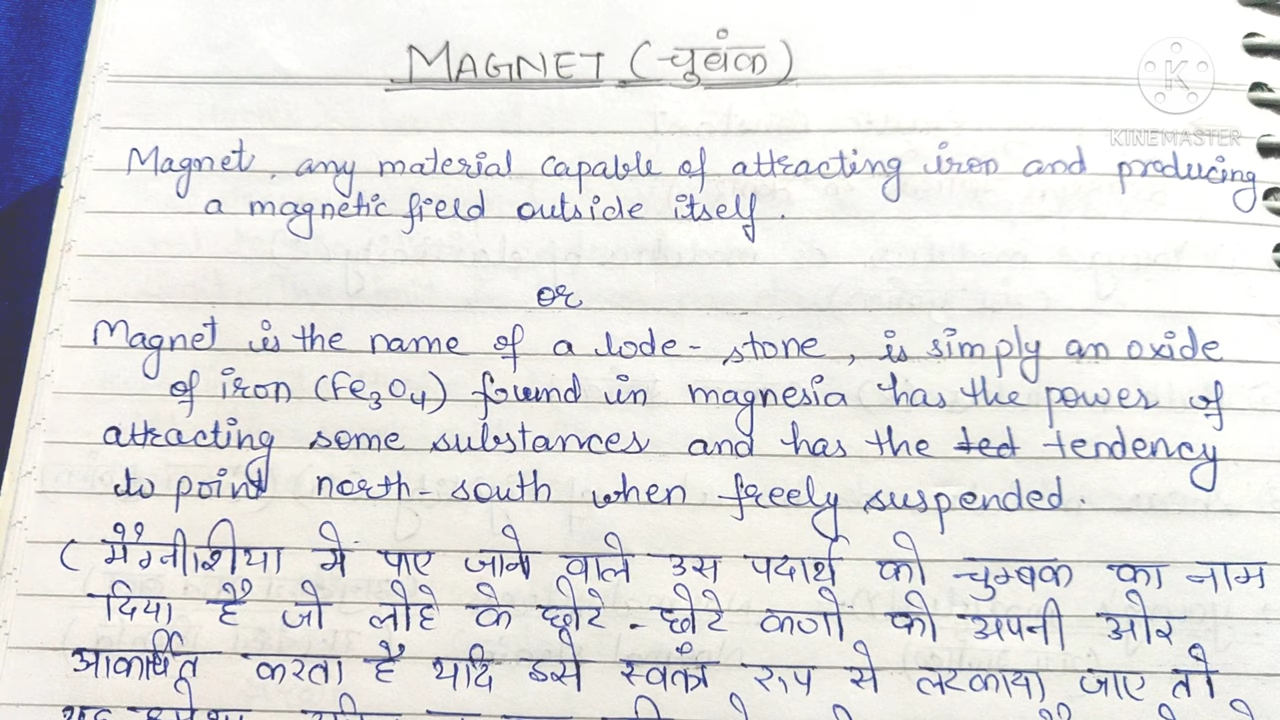 MAGNET (चुबंक)
KINEMASTER
Magnet, any material capable of attracting iron and producing
a magnetic field outside itself.
or
Magnet is the name of a lode-stone, is simply an oxide
of iron (Fe3O4) found in magnesia has the power of
attracting some substances and has the ted tendency
to point north-south when freely suspended.
( मैग्नीशिया में पाए जाने वाले उस पदार्थ को चुम्बक का नाम
दिया है जो लोहे के छोटे-छोटे कणों को अपनी ओर
आकर्षित करता है यदि इसे स्वतंत्र रूप से लटकाया जाए तो